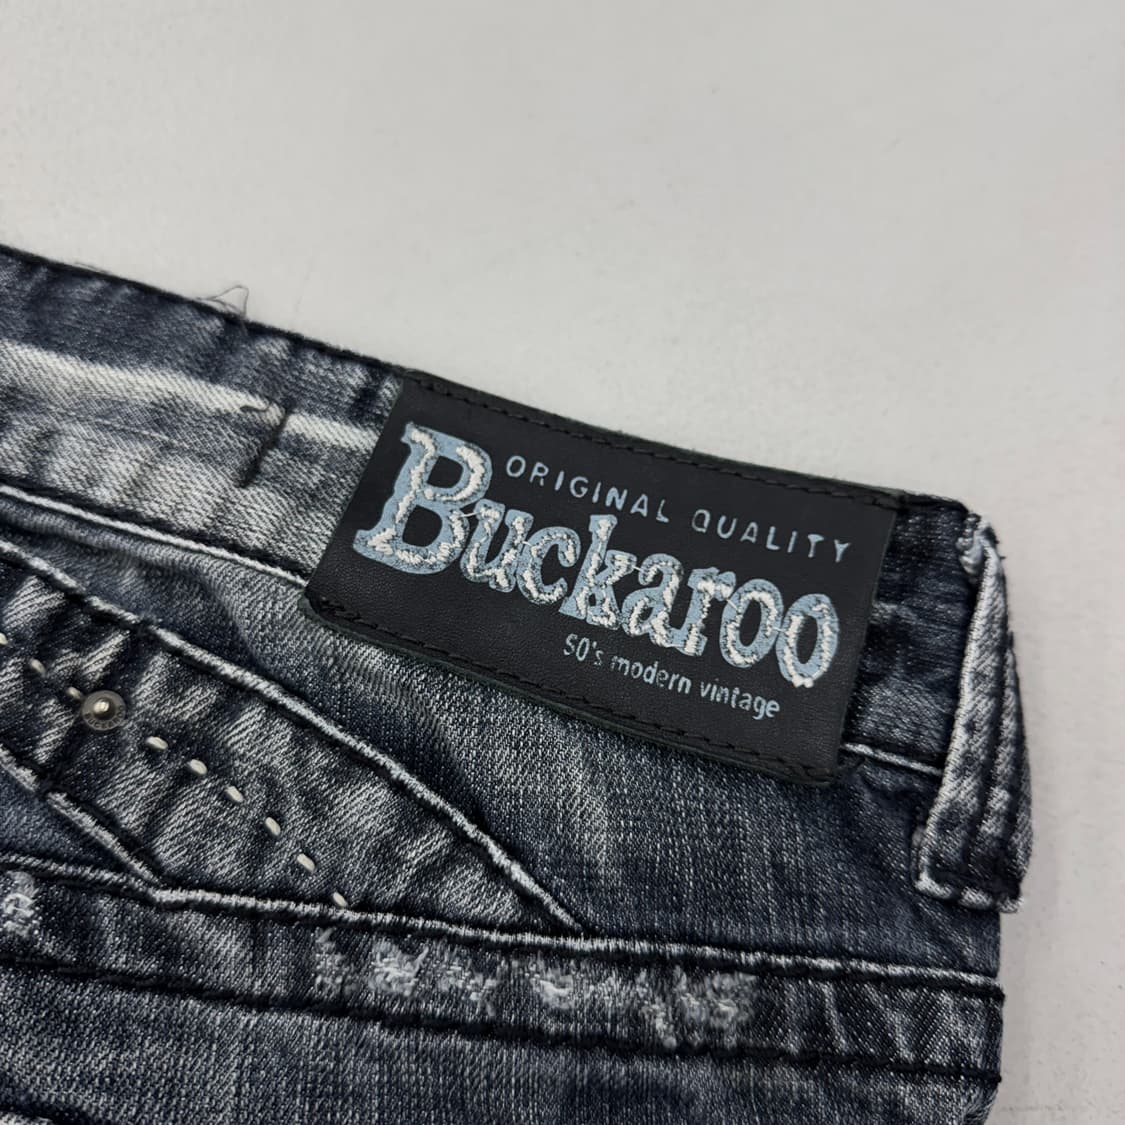 ORIGINAL QUALITY
Buckaroo
50's modern vintage